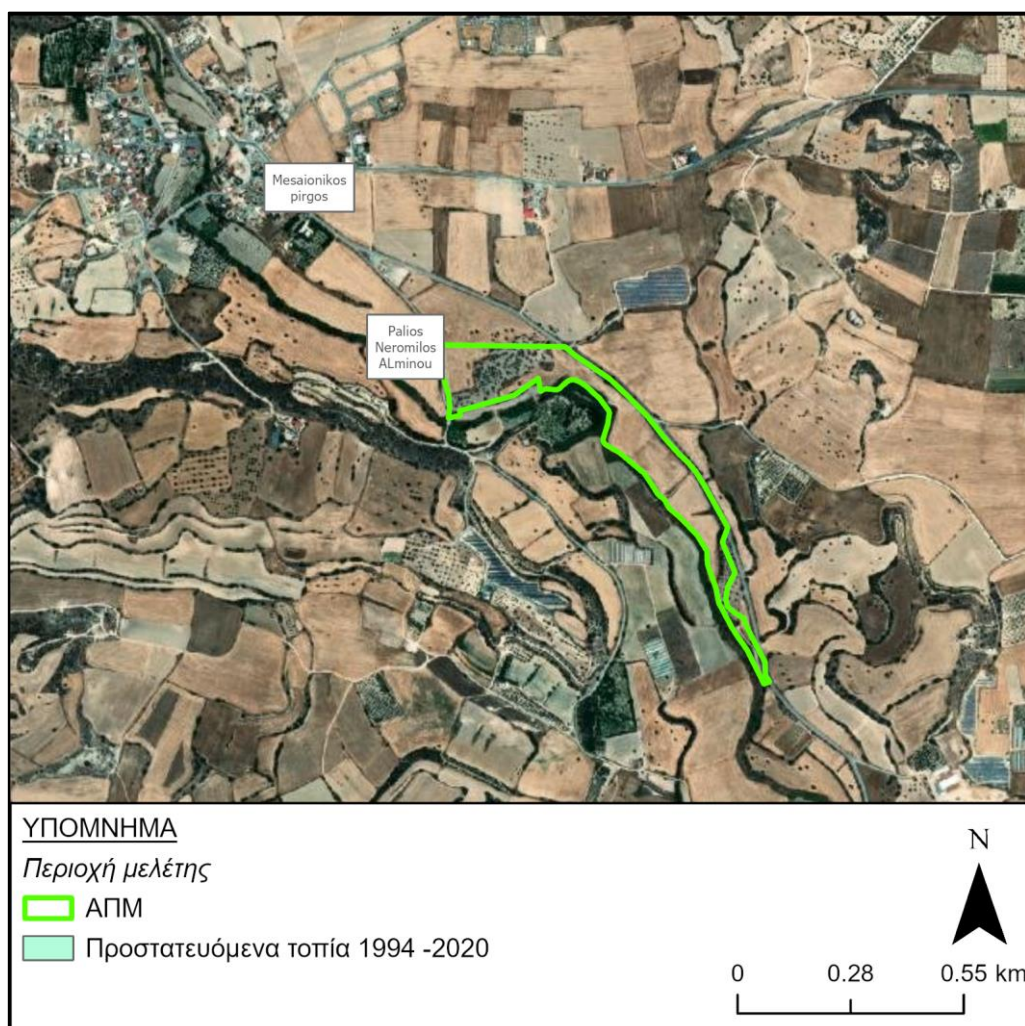 Mesaionikos
pirgos
Palios
Neromilos
ALminou
ΥΠΟΜΝΗΜΑ
Περιοχή μελέτης
ΑΠΜ
Προστατευόμενα τοπία 1994 -2020
N
0 0.28 0.55 km